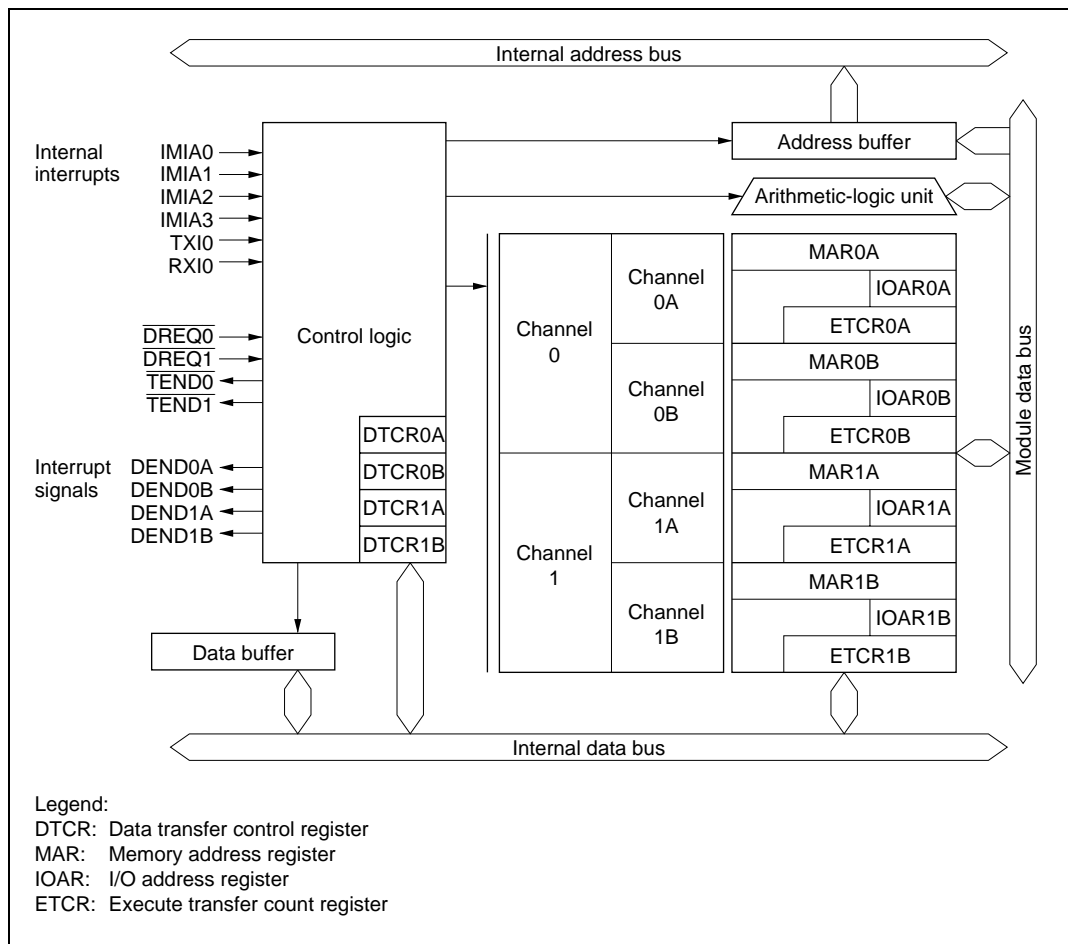 Internal address bus
Address buffer
Arithmetic-logic unit
Internal
interrupts
IMIA0
IMIA1
IMIA2
IMIA3
TXI0
RXI0
DREQ0
DREQ1
TEND0
TEND1
Interrupt
signals
DEND0A
DEND0B
DEND1A
DEND1B
Control logic
DTCR0A
DTCR0B
DTCR1A
DTCR1B
Channel
0
Channel
1
Channel
0A
Channel
0B
Channel
1A
Channel
1B
MAR0A
IOAR0A
ETCR0A
MAR0B
IOAR0B
ETCR0B
MAR1A
IOAR1A
ETCR1A
MAR1B
IOAR1B
ETCR1B
Module data bus
Data buffer
Internal data bus
Legend:
DTCR: Data transfer control register
MAR: Memory address register
IOAR: I/O address register
ETCR: Execute transfer count register